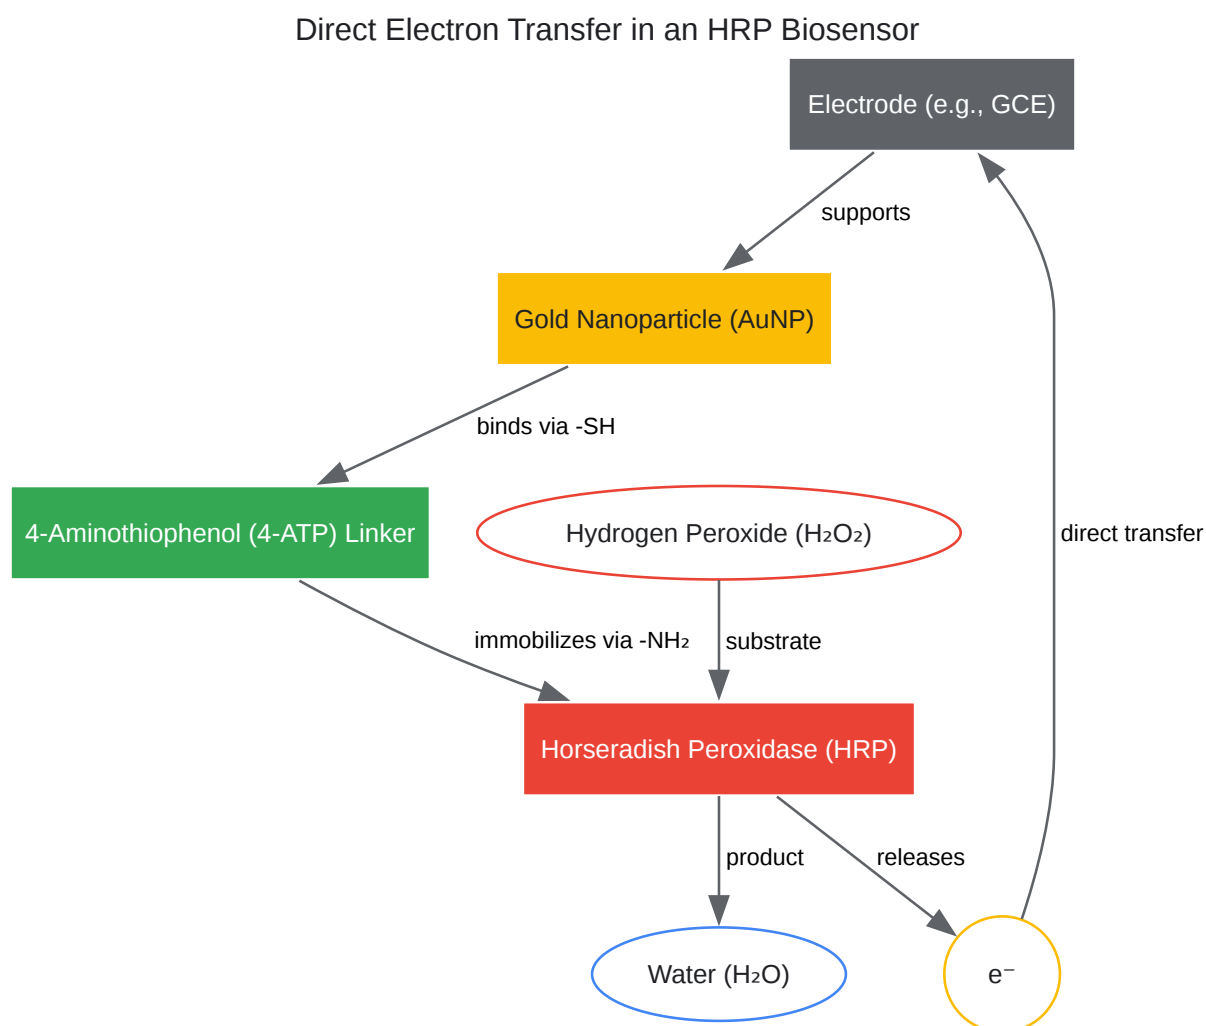 Direct Electron Transfer in an HRP Biosensor
Electrode (e.g., GCE)
supports
Gold Nanoparticle (AuNP)
binds via -SH
4-Aminothiophenol (4-ATP) Linker
Hydrogen Peroxide (H₂O₂)
direct transfer
immobilizes via -NH₂
substrate
Horseradish Peroxidase (HRP)
product
releases
Water (H₂O)
e⁻